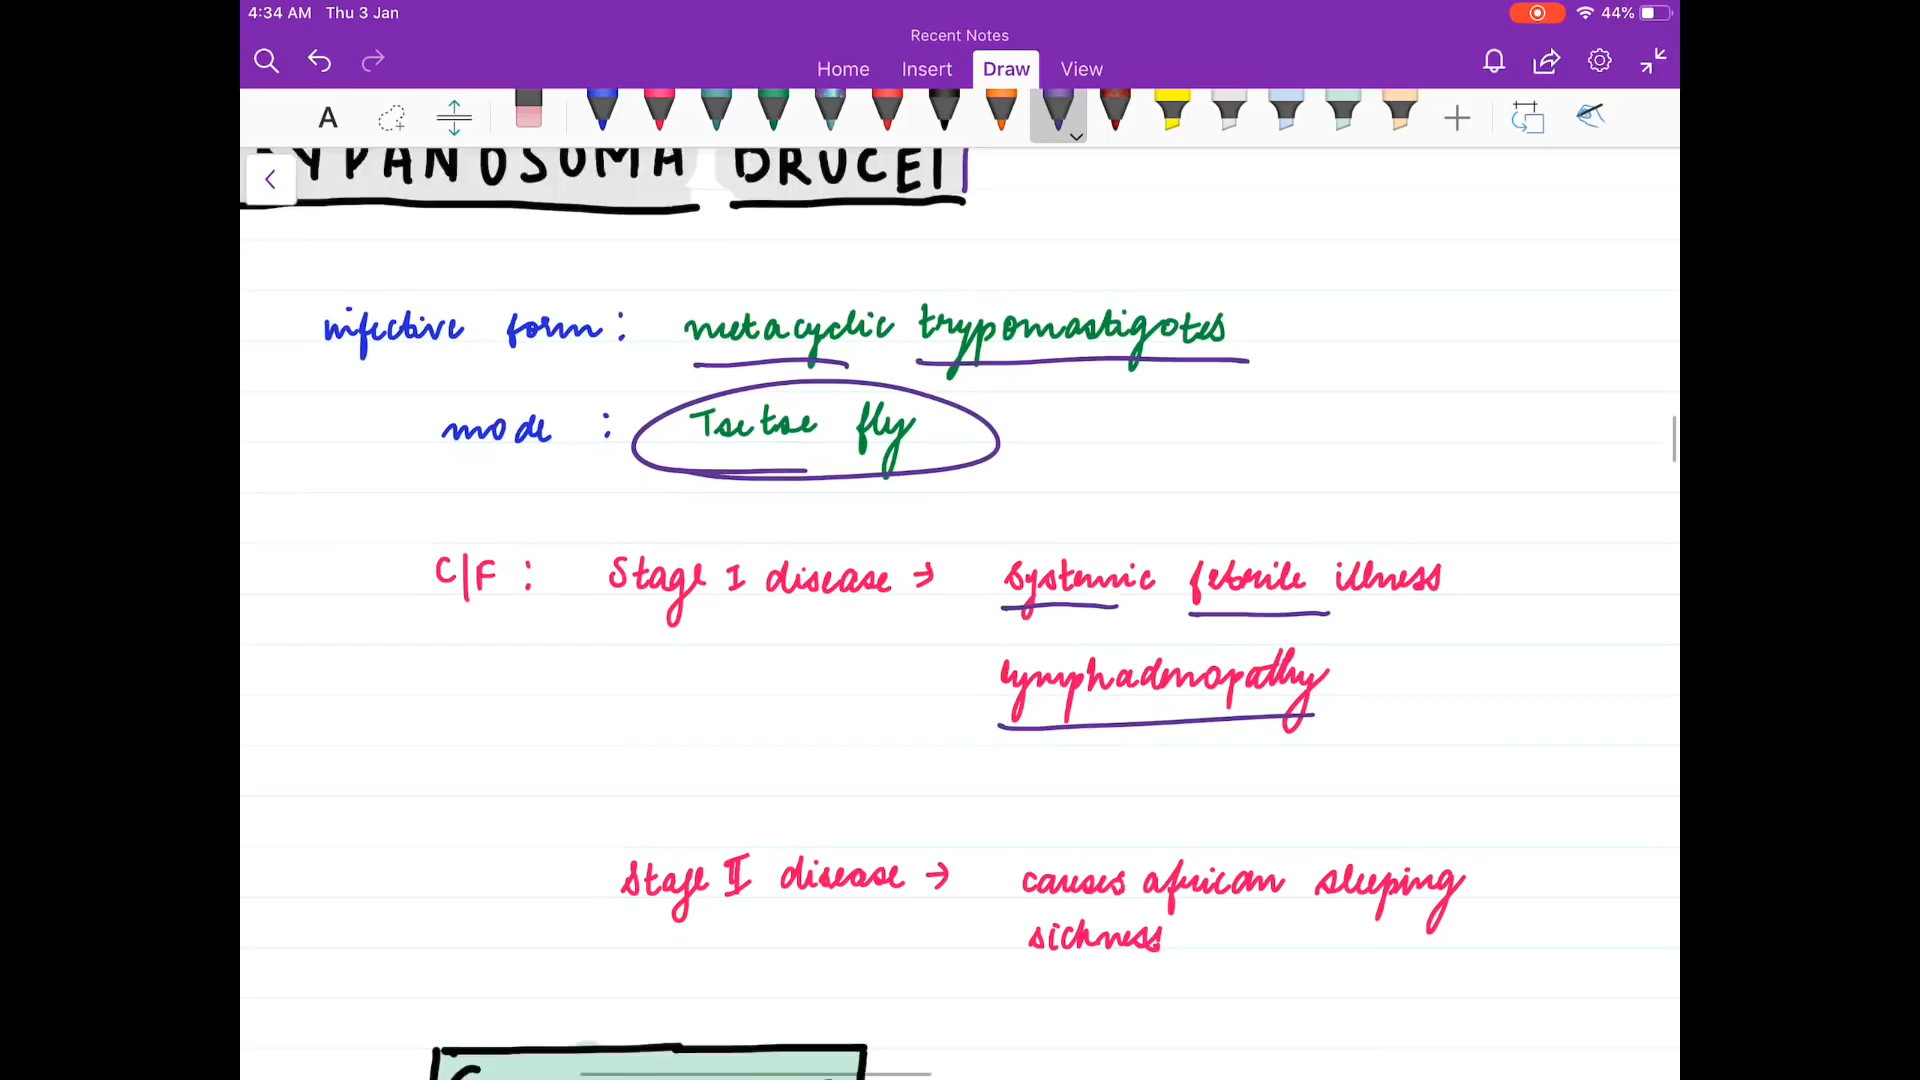 4:34 AM Thu 3 Jan 44%
Recent Notes
Home Insert Draw View
A
YPANOSOMA BRUCEI
infective form : metacyclic trypomastigotes
mode : Tsetse fly
C/F : Stage I disease → systemic febrile illness
lymphadenopathy
Stage II disease → causes african sleeping
sickness